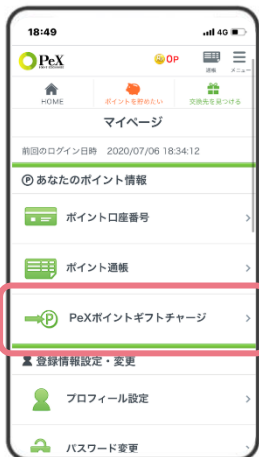 18:49
4G
PeX
0P
通帳
メニュー
HOME
ポイントを貯めたい
交換先を見つける
マイページ
前回のログイン日時 2020/07/06 18:34:12
Ⓟあなたのポイント情報
ポイント口座番号
ポイント通帳
PeXポイントギフトチャージ
登録情報設定・変更
プロフィール設定
パスワード変更